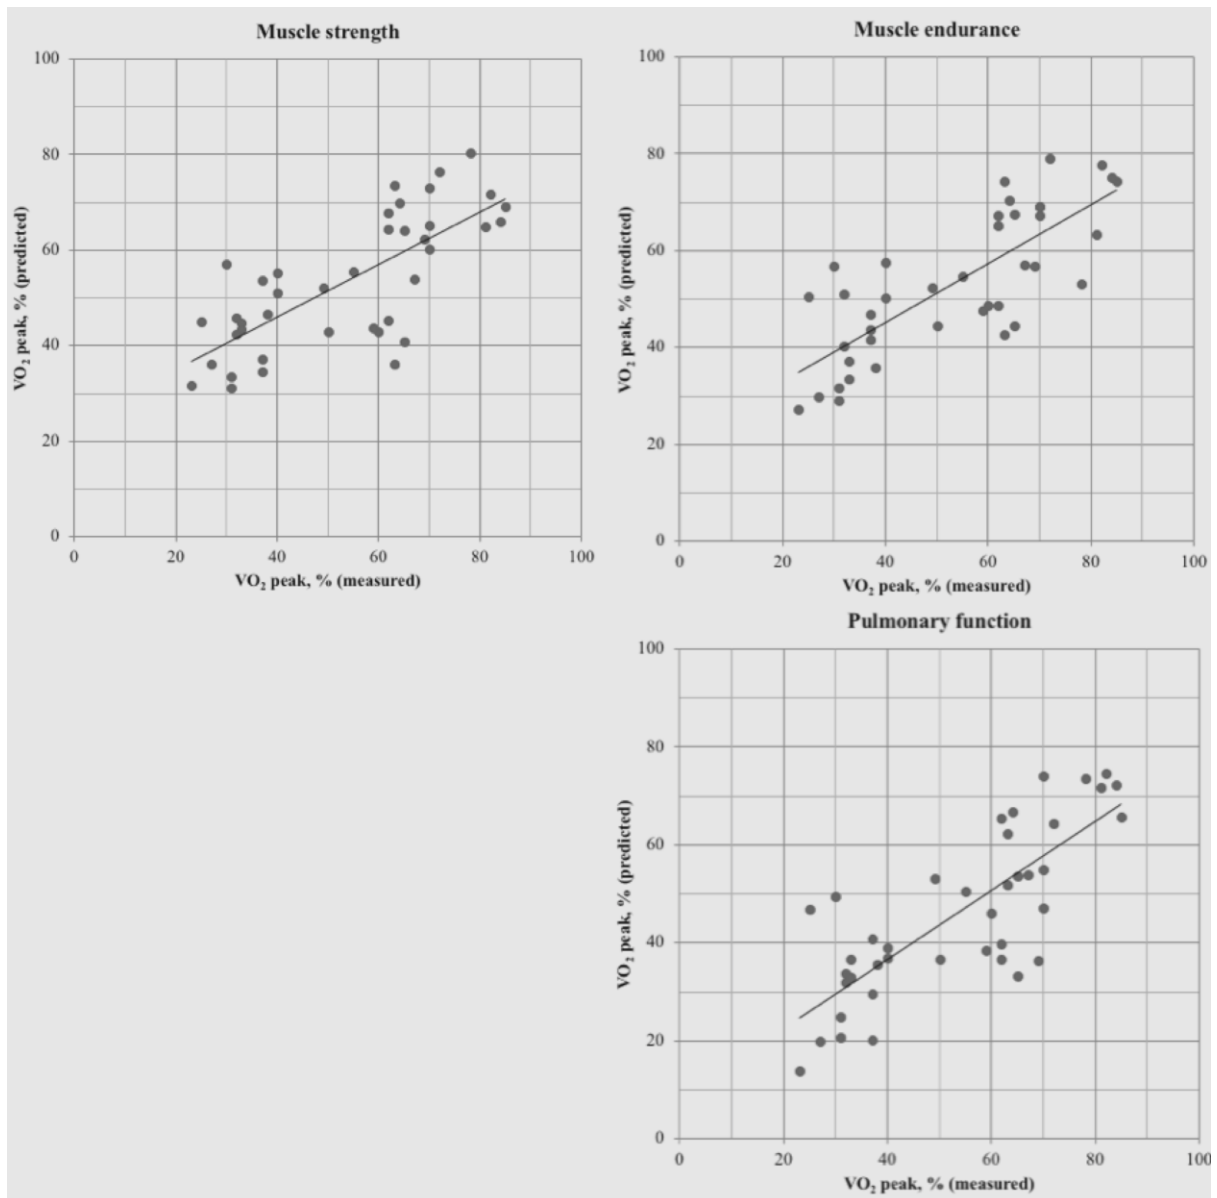 Muscle strength
100
80
60
40
20
0
0 20 40 60 80 100
VO₂ peak, % (predicted)
VO₂ peak, % (measured)
Muscle endurance
100
80
60
40
20
0
0 20 40 60 80 100
VO₂ peak, % (predicted)
VO₂ peak, % (measured)
Pulmonary function
100
80
60
40
20
0
0 20 40 60 80 100
VO₂ peak, % (predicted)
VO₂ peak, % (measured)